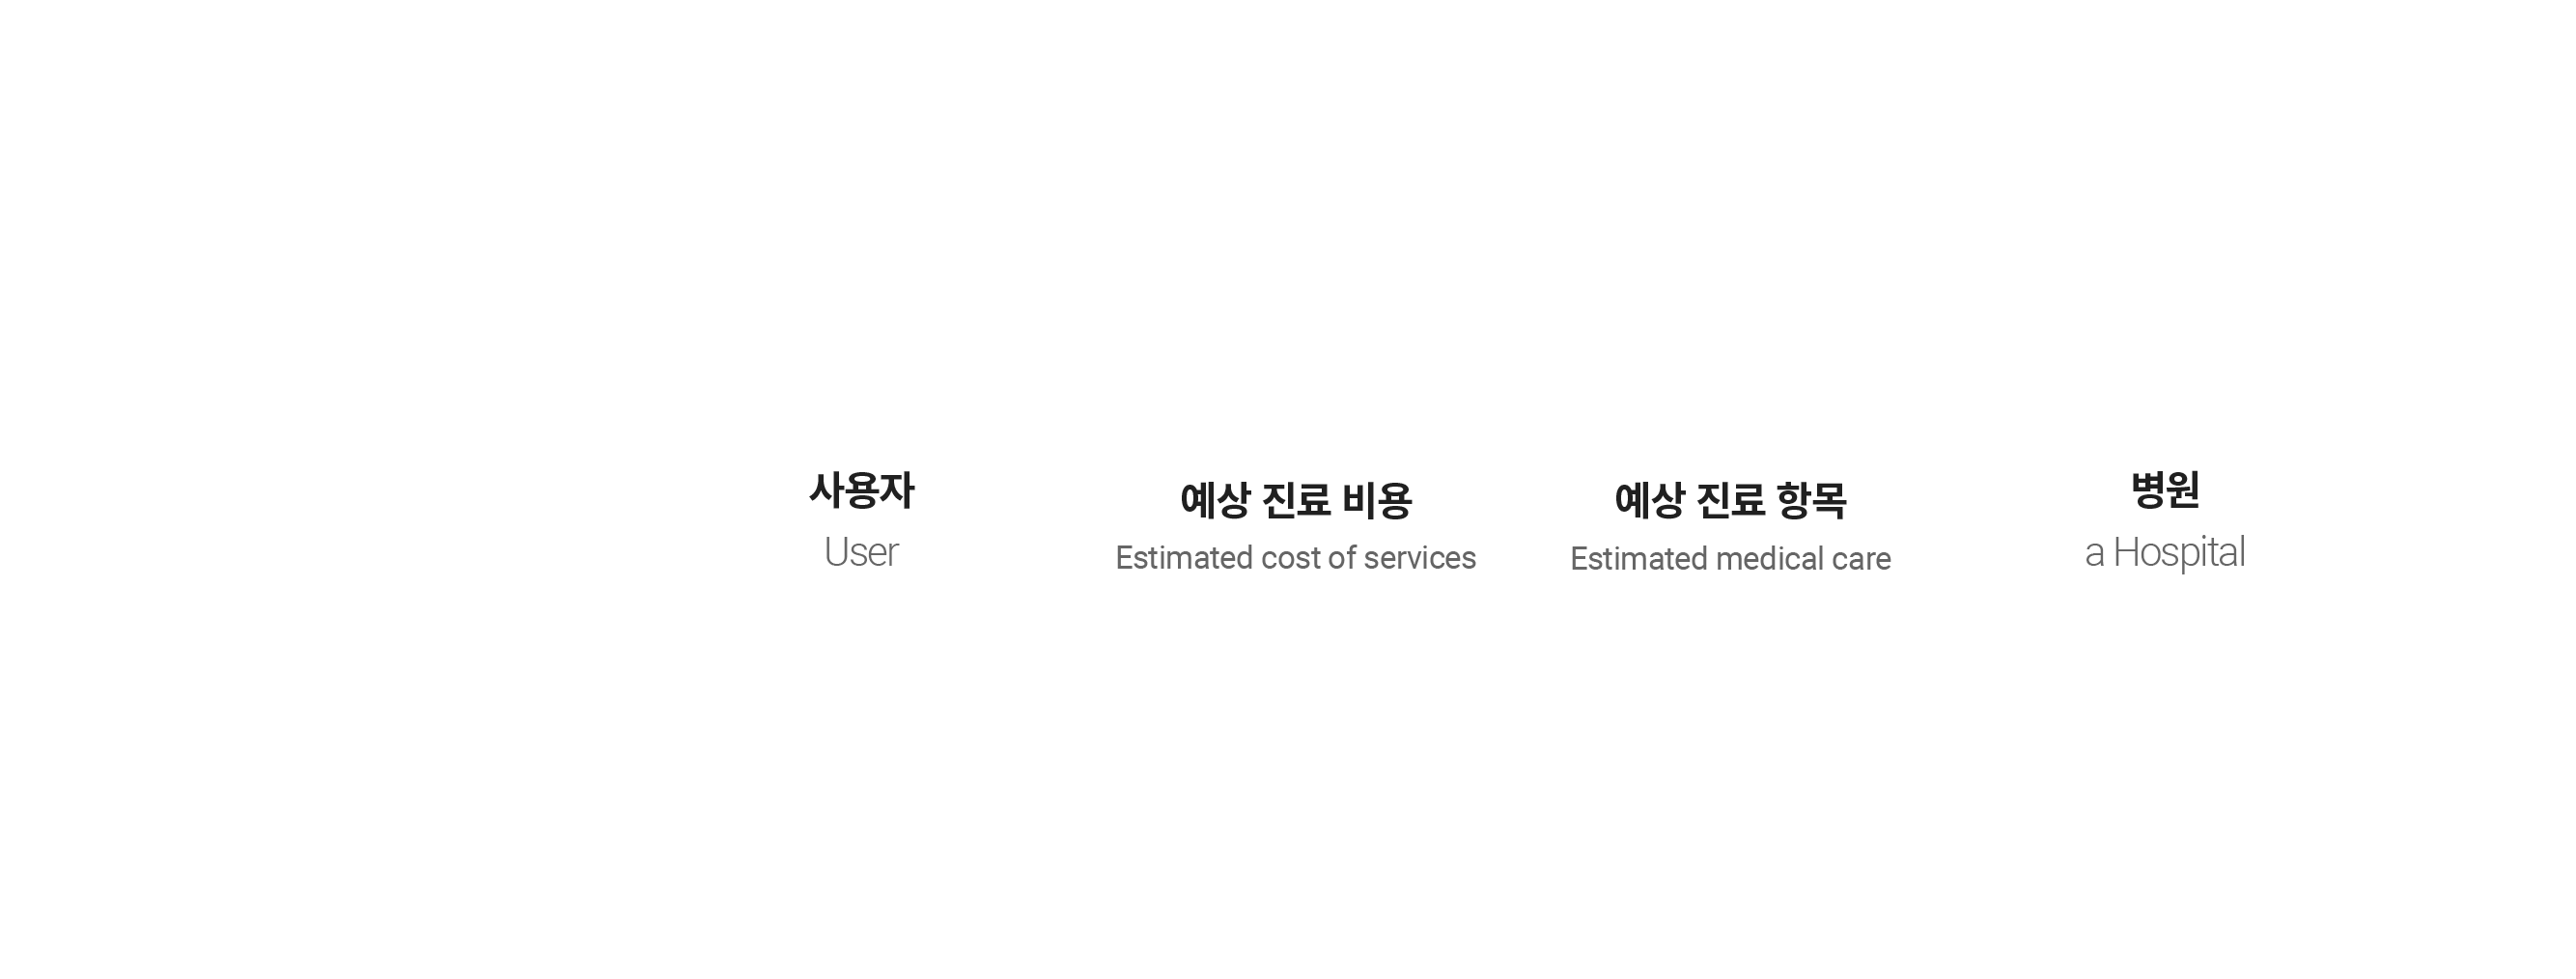 사용자
User
예상 진료 비용
Estimated cost of services
예상 진료 항목
Estimated medical care
병원
a Hospital